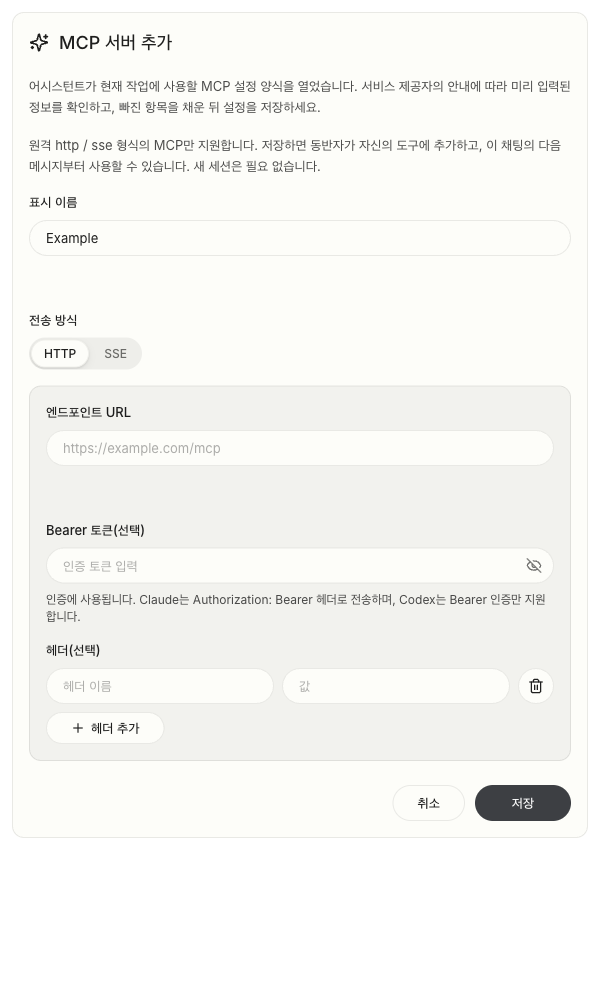 MCP 서버 추가
어시스턴트가 현재 작업에 사용할 MCP 설정 양식을 열었습니다. 서비스 제공자의 안내에 따라 미리 입력된
정보를 확인하고, 빠진 항목을 채운 뒤 설정을 저장하세요.
원격 http / sse 형식의 MCP만 지원합니다. 저장하면 동반자가 자신의 도구에 추가하고, 이 채팅의 다음
메시지부터 사용할 수 있습니다. 새 세션은 필요 없습니다.
표시 이름
Example
전송 방식
HTTP SSE
엔드포인트 URL
https://example.com/mcp
Bearer 토큰(선택)
인증 토큰 입력
인증에 사용됩니다. Claude는 Authorization: Bearer 헤더로 전송하며, Codex는 Bearer 인증만 지원
합니다.
헤더(선택)
헤더 이름 값
+ 헤더 추가
취소 저장